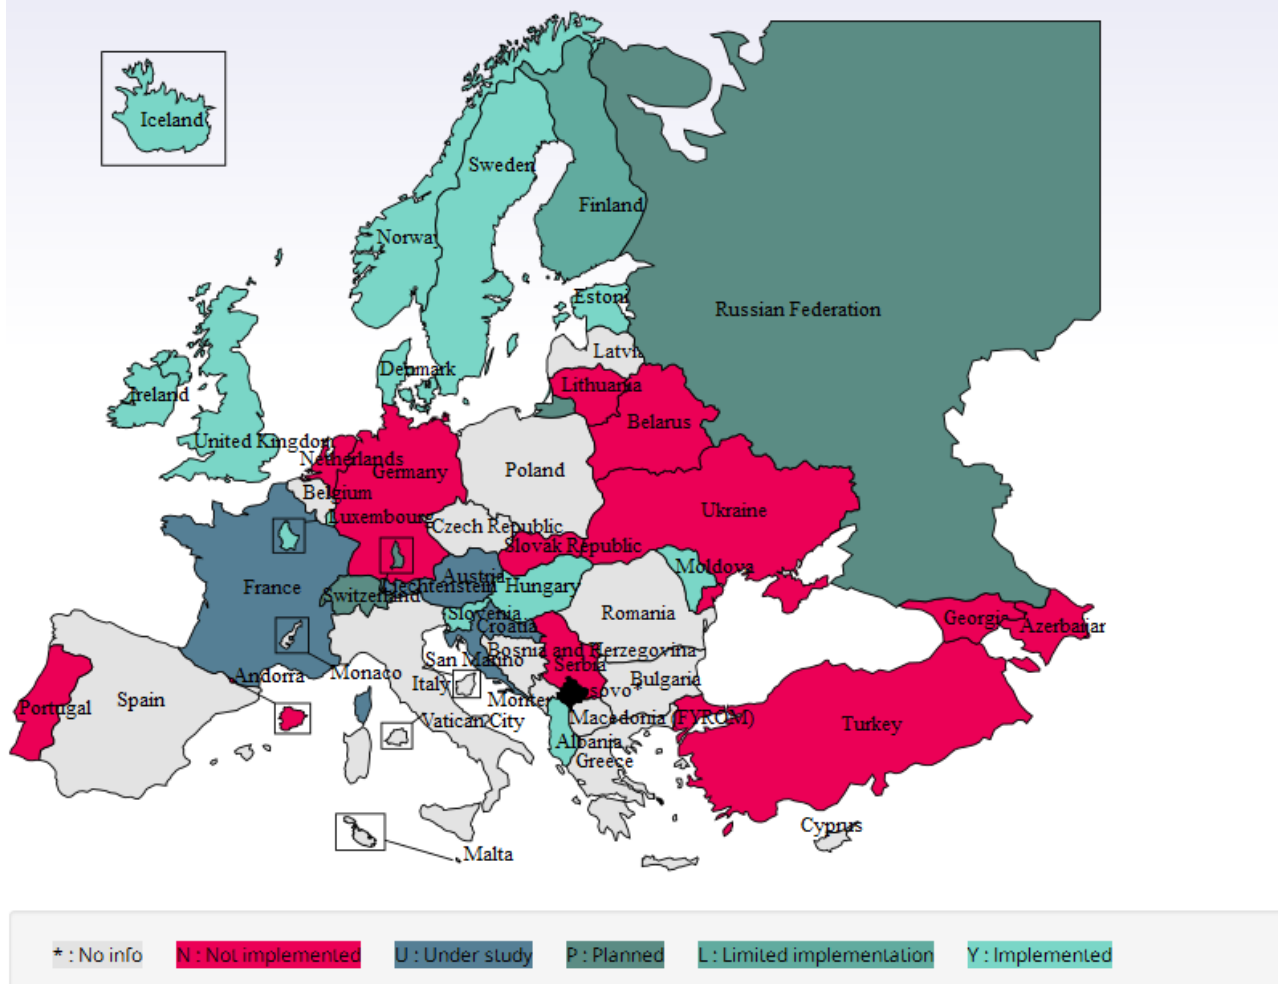 Iceland
Sweden
Finland
Norway
Estoni
Russian Federation
Latvia
Denmark
Lithuania
Ireland
Belarus
United Kingdom
Netherlands
Germany
Poland
Belgium
Ukraine
Luxembourg
Czech Republic
Slovak Republic
Moldova
Austria
France
Liechtenstein
Hungary
Switzerland
Slovenia
Romania
Georgia
Croatia
Azerbaijan
Bosnia and Herzegovina
San Marino
Serbia
Monaco
Andorra
Bulgaria
Italy
Spain
Monter
osovo*
Portugal
Vatican City
Macedonia (FYROM)
Turkey
Albania
Greece
Cyprus
Malta
* : No info N : Not implemented U : Under study P : Planned L : Limited implementation Y : Implemented